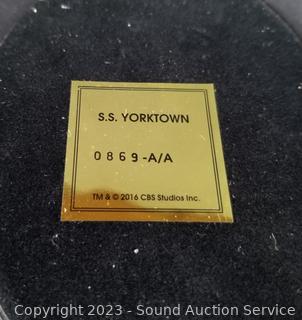 S.S. YORKTOWN
0869-A/A
TM & © 2016 CBS Studios Inc.
Copyright 2023 - Sound Auction Service